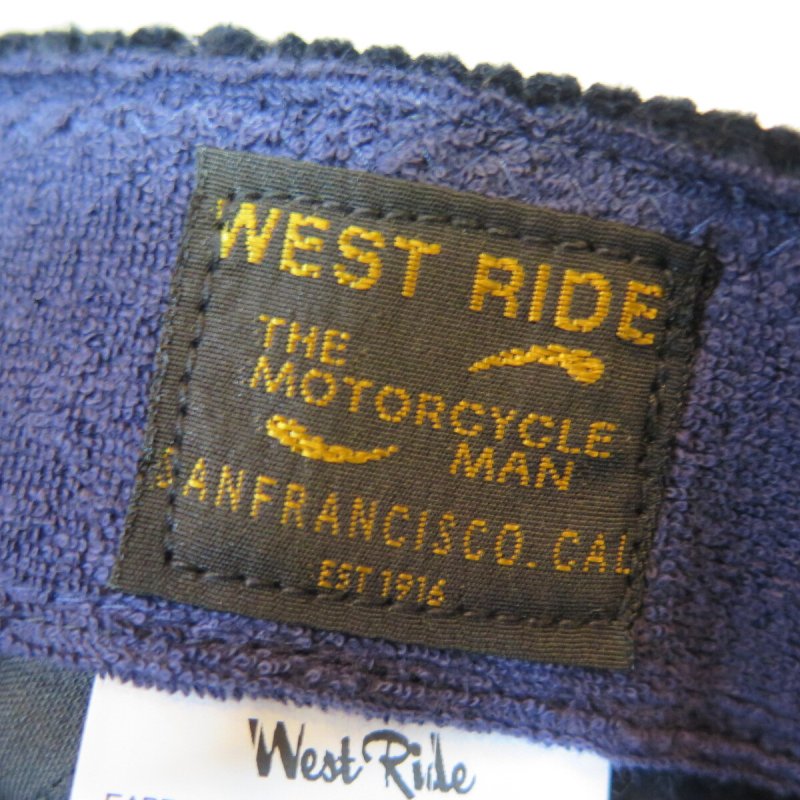 WEST RIDE
THE
MOTORCYCLE
MAN
SANFRANCISCO. CAL
EST 1916
West Ride